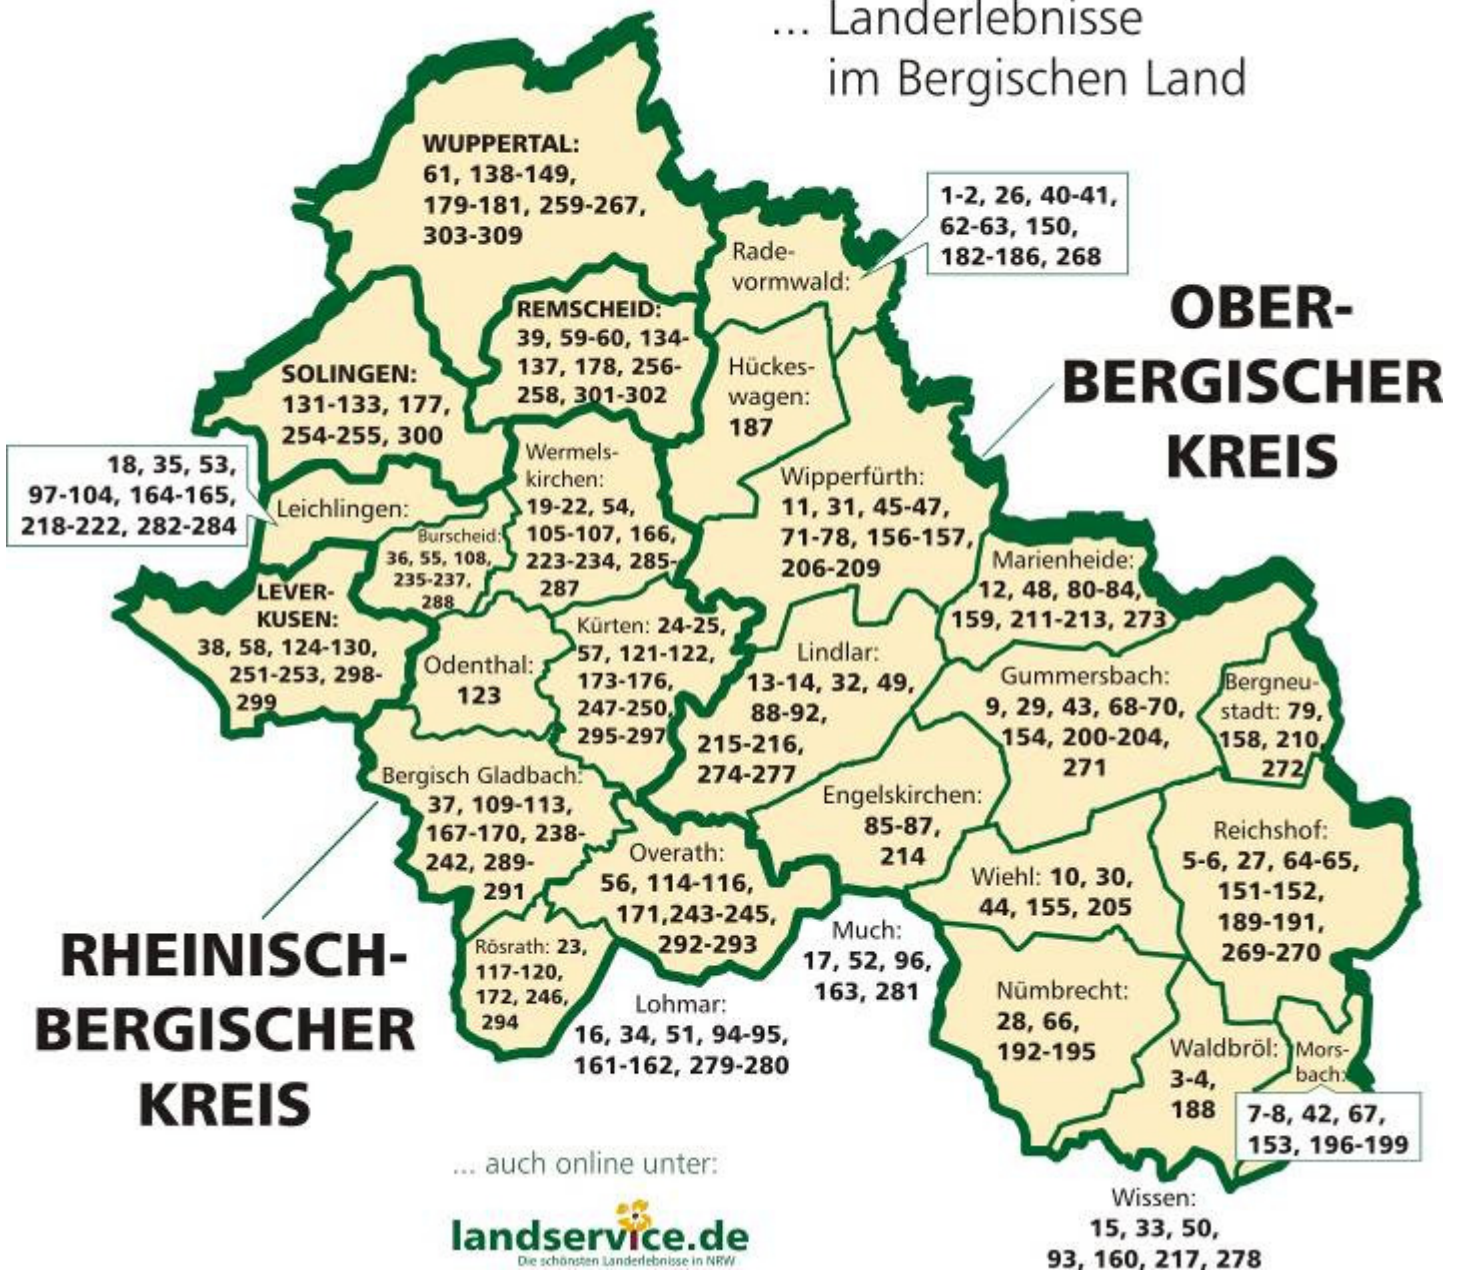 ... Landerlebnisse
im Bergischen Land
WUPPERTAL:
61, 138-149,
179-181, 259-267,
303-309
1-2, 26, 40-41,
62-63, 150,
182-186, 268
Rade-
vormwald:
OBER-
BERGISCHER
KREIS
REMSCHEID:
39, 59-60, 134-
137, 178, 256-
258, 301-302
Hückes-
wagen:
187
SOLINGEN:
131-133, 177,
254-255, 300
18, 35, 53,
97-104, 164-165,
218-222, 282-284
Leichlingen:
Wermels-
kirchen:
19-22, 54,
105-107, 166,
223-234, 285-
287
Wipperfürth:
11, 31, 45-47,
71-78, 156-157,
206-209
Burscheid:
36, 55, 108,
235-237,
288
Marienheide:
12, 48, 80-84,
159, 211-213, 273
LEVER-
KUSEN:
38, 58, 124-130,
251-253, 298-
299
Odenthal:
123
Kürten: 24-25,
57, 121-122,
173-176,
247-250,
295-297
Lindlar:
13-14, 32, 49,
88-92,
215-216,
274-277
Gummersbach:
9, 29, 43, 68-70,
154, 200-204,
271
Bergneu-
stadt: 79,
158, 210,
272
Bergisch Gladbach:
37, 109-113,
167-170, 238-
242, 289-
291
Engelskirchen:
85-87,
214
Overath:
56, 114-116,
171,243-245,
292-293
Wiehl: 10, 30,
44, 155, 205
Reichshof:
5-6, 27, 64-65,
151-152,
189-191,
269-270
RHEINISCH-
BERGISCHER
KREIS
Rösrath: 23,
117-120,
172, 246,
294
Much:
17, 52, 96,
163, 281
Lohmar:
16, 34, 51, 94-95,
161-162, 279-280
Nümbrecht:
28, 66,
192-195
Waldbröl:
3-4,
188
Mors-
bach:
7-8, 42, 67,
153, 196-199
Wissen:
15, 33, 50,
93, 160, 217, 278
... auch online unter:
landservice.de
Die schönsten Landerlebnisse in NRW